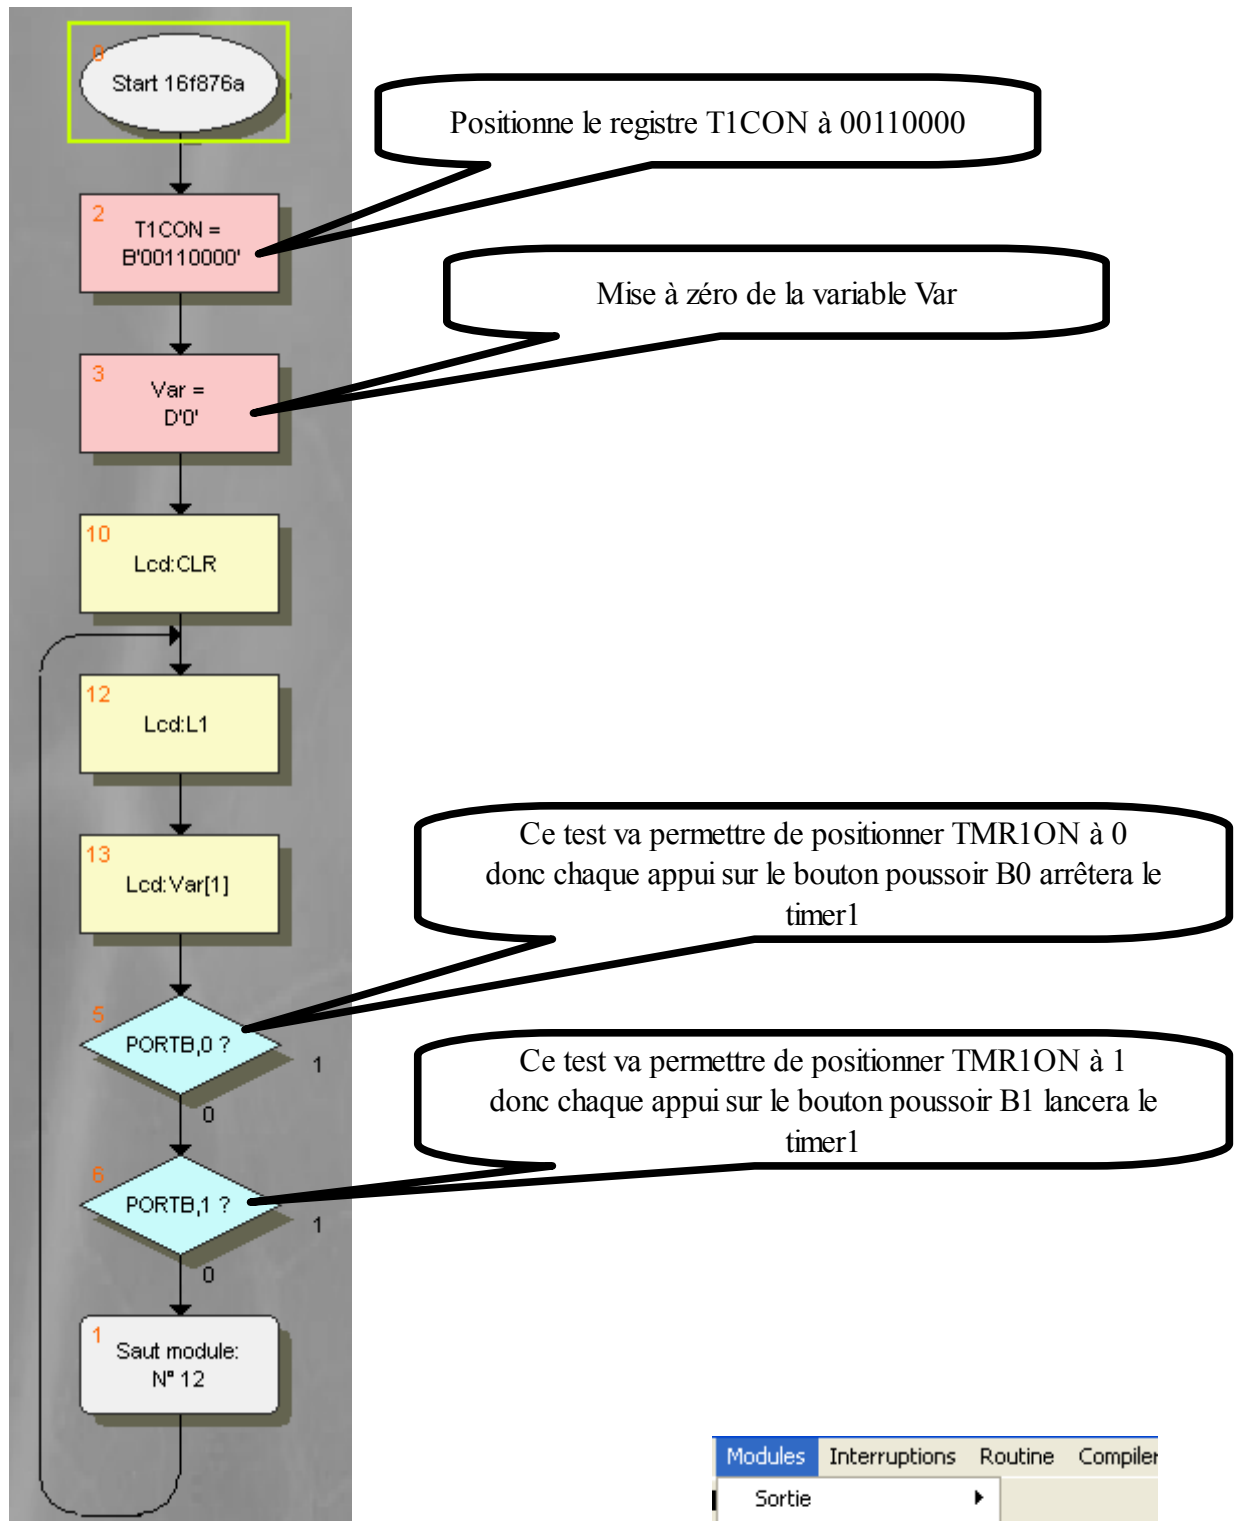 0
Start 16f876a
Positionne le registre T1CON à 00110000
2
T1CON =
B'00110000'
Mise à zéro de la variable Var
3
Var =
D'0'
10
Lcd:CLR
12
Lcd:L1
13
Lcd:Var[1]
Ce test va permettre de positionner TMR1ON à 0
donc chaque appui sur le bouton poussoir B0 arrêtera le
timer1
5
PORTB,0 ?
1
0
Ce test va permettre de positionner TMR1ON à 1
donc chaque appui sur le bouton poussoir B1 lancera le
timer1
6
PORTB,1 ?
1
0
1
Saut module:
N° 12
Modules Interruptions Routine Compiler
Sortie